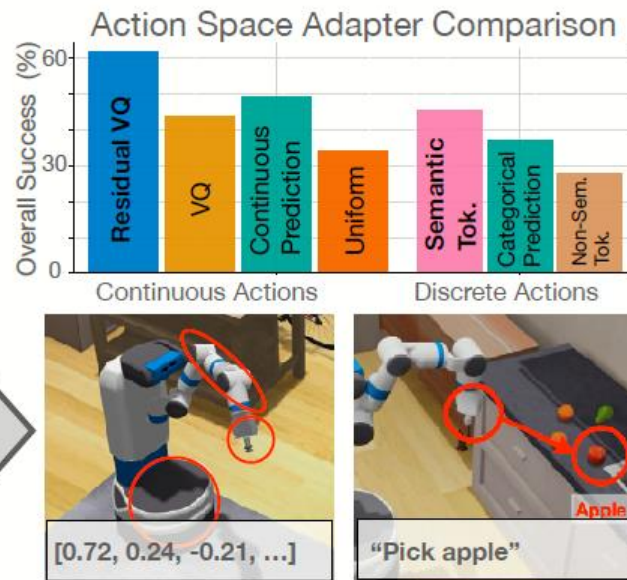 Action Space Adapter Comparison
Overall Success (%)
60
30
0
Residual VQ
VQ
Continuous
Prediction
Uniform
Semantic
Tok.
Categorical
Prediction
Non-Sem.
Tok.
Continuous Actions
Discrete Actions
Apple
[0.72, 0.24, -0.21, …]
“Pick apple”